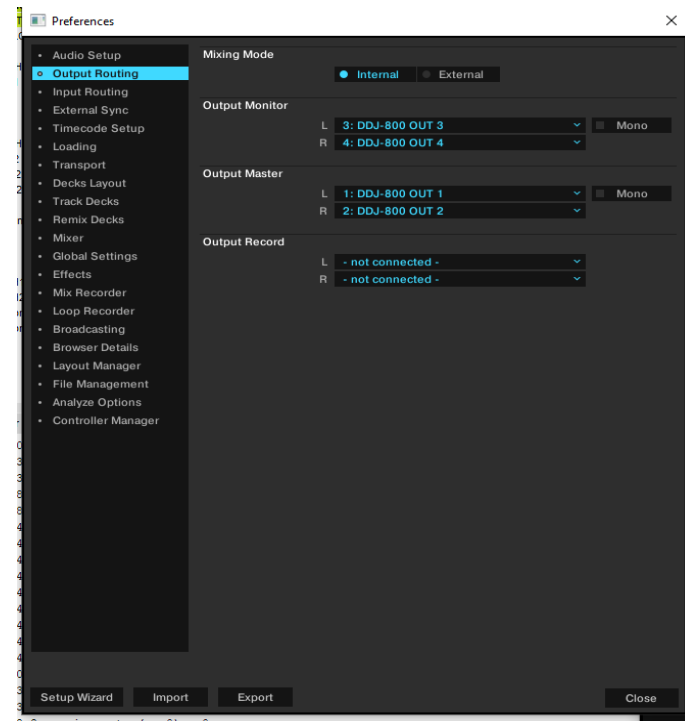 Preferences
Audio Setup
Output Routing
Input Routing
External Sync
Timecode Setup
Loading
Transport
Decks Layout
Track Decks
Remix Decks
Mixer
Global Settings
Effects
Mix Recorder
Loop Recorder
Broadcasting
Browser Details
Layout Manager
File Management
Analyze Options
Controller Manager
Mixing Mode
Internal External
Output Monitor
L 3: DDJ-800 OUT 3 Mono
R 4: DDJ-800 OUT 4
Output Master
L 1: DDJ-800 OUT 1 Mono
R 2: DDJ-800 OUT 2
Output Record
L - not connected -
R - not connected -
Setup Wizard Import Export Close